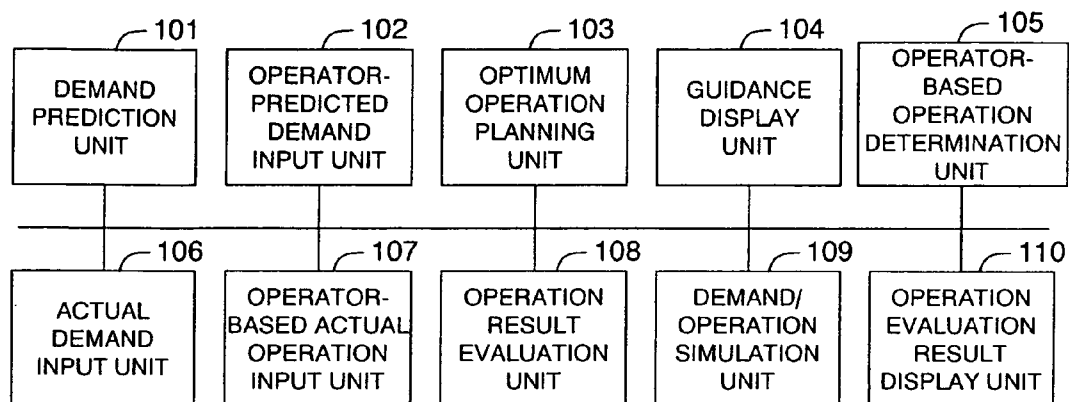 101
DEMAND
PREDICTION
UNIT
102
OPERATOR-
PREDICTED
DEMAND
INPUT UNIT
103
OPTIMUM
OPERATION
PLANNING
UNIT
104
GUIDANCE
DISPLAY
UNIT
105
OPERATOR-
BASED
OPERATION
DETERMINATION
UNIT
106
ACTUAL
DEMAND
INPUT UNIT
107
OPERATOR-
BASED ACTUAL
OPERATION
INPUT UNIT
108
OPERATION
RESULT
EVALUATION
UNIT
109
DEMAND/
OPERATION
SIMULATION
UNIT
110
OPERATION
EVALUATION
RESULT
DISPLAY UNIT